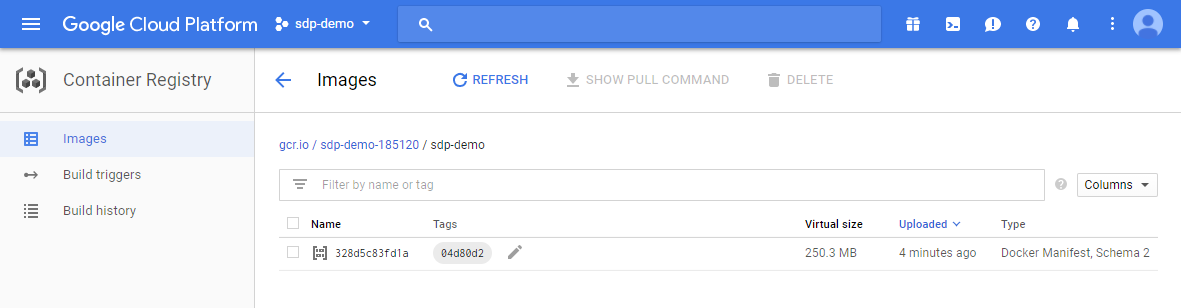 Google Cloud Platform sdp-demo
Container Registry
Images
Build triggers
Build history
Images REFRESH SHOW PULL COMMAND DELETE
gcr.io / sdp-demo-185120 / sdp-demo
Filter by name or tag ? Columns
Name Tags Virtual size Uploaded Type
328d5c83fd1a 04d80d2 250.3 MB 4 minutes ago Docker Manifest, Schema 2